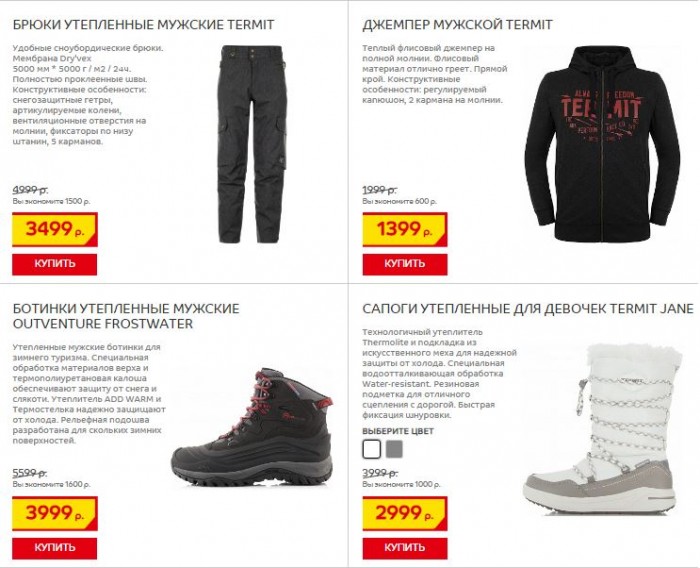 БРЮКИ УТЕПЛЕННЫЕ МУЖСКИЕ TERMIT
Удобные сноубордические брюки.
Мембрана Dry'vex
5000 мм * 5000 г / м2 / 24ч.
Полностью проклеенные швы.
Конструктивные особенности:
снегозащитные гетры,
артикулируемые колени,
вентиляционные отверстия на
молнии, фиксаторы по низу
штанин, 5 карманов.
4999 р.
Вы экономите 1500 р.
3499 р.
КУПИТЬ
ДЖЕМПЕР МУЖСКОЙ TERMIT
Теплый флисовый джемпер на
полной молнии. Флисовый
материал отлично греет. Прямой
крой. Конструктивные
особенности: регулируемый
капюшон, 2 кармана на молнии.
TERMIT
1999 р.
Вы экономите 600 р.
1399 р.
КУПИТЬ
БОТИНКИ УТЕПЛЕННЫЕ МУЖСКИЕ
OUTVENTURE FROSTWATER
Утепленные мужские ботинки для
зимнего туризма. Специальная
обработка материалов верха и
термополиуретановая калоша
обеспечивают защиту от снега и
слякоти. Утеплитель ADD WARM и
Термостелька надежно защищают
от холода. Рельефная подошва
разработана для скользких зимних
поверхностей.
5599 р.
Вы экономите 1600 р.
3999 р.
КУПИТЬ
САПОГИ УТЕПЛЕННЫЕ ДЛЯ ДЕВОЧЕК TERMIT JANE
Технологичный утеплитель
Thermolite и подкладка из
искусственного меха для надежной
защиты от холода. Специальная
водоотталкивающая обработка
Water-resistant. Резиновая
подметка для отличного
сцепления с дорогой. Быстрая
фиксация шнуровки.
ВЫБЕРИТЕ ЦВЕТ
3999 р.
Вы экономите 1000 р.
2999 р.
КУПИТЬ